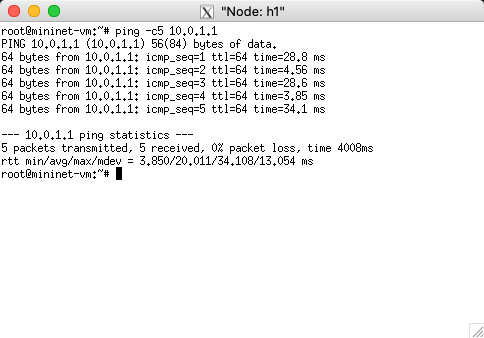 "Node: h1"
root@mininet-vm:~# ping -c5 10.0.1.1
PING 10.0.1.1 (10.0.1.1) 56(84) bytes of data.
64 bytes from 10.0.1.1: icmp_seq=1 ttl=64 time=28.8 ms
64 bytes from 10.0.1.1: icmp_seq=2 ttl=64 time=4.56 ms
64 bytes from 10.0.1.1: icmp_seq=3 ttl=64 time=28.6 ms
64 bytes from 10.0.1.1: icmp_seq=4 ttl=64 time=3.85 ms
64 bytes from 10.0.1.1: icmp_seq=5 ttl=64 time=34.1 ms
--- 10.0.1.1 ping statistics ---
5 packets transmitted, 5 received, 0% packet loss, time 4008ms
rtt min/avg/max/mdev = 3.850/20.011/34.108/13.054 ms
root@mininet-vm:~#